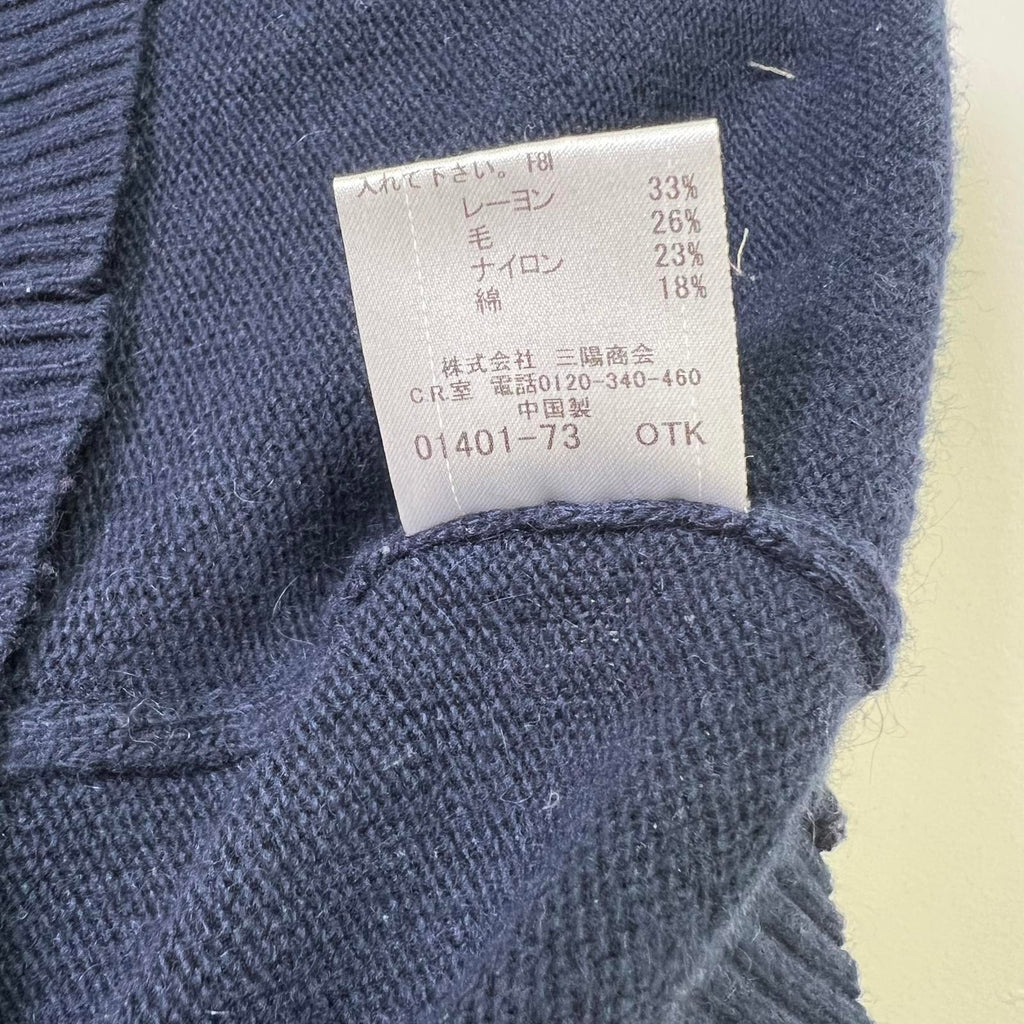 入れて下さい。F81
レーヨン 33%
毛 26%
ナイロン 23%
綿 18%
株式会社 三陽商会
C.R.室 電話0120-340-460
中国製
01401-73 OTK